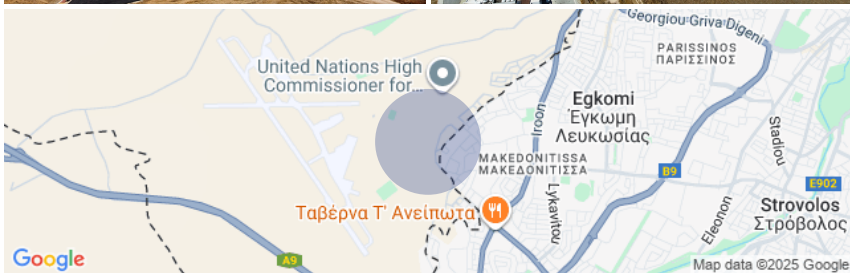 Georgiou Griva Digeni
PARISSINOS
ΠΑΡΙΣΣΙΝΟΣ
United Nations High
Commissioner for...
Egkomi
Έγκωμη
Λευκωσίας
Iroon
Stadiou
MAKEDONITISSA
ΜΑΚΕΔΟΝΙΤΙΣΣΑ
B9
E902
Lykavitou
Eleonon
Strovolos
Στρόβολος
Ταβέρνα Τ' Ανείπωτα
A9
Google
Map data ©2025 Google